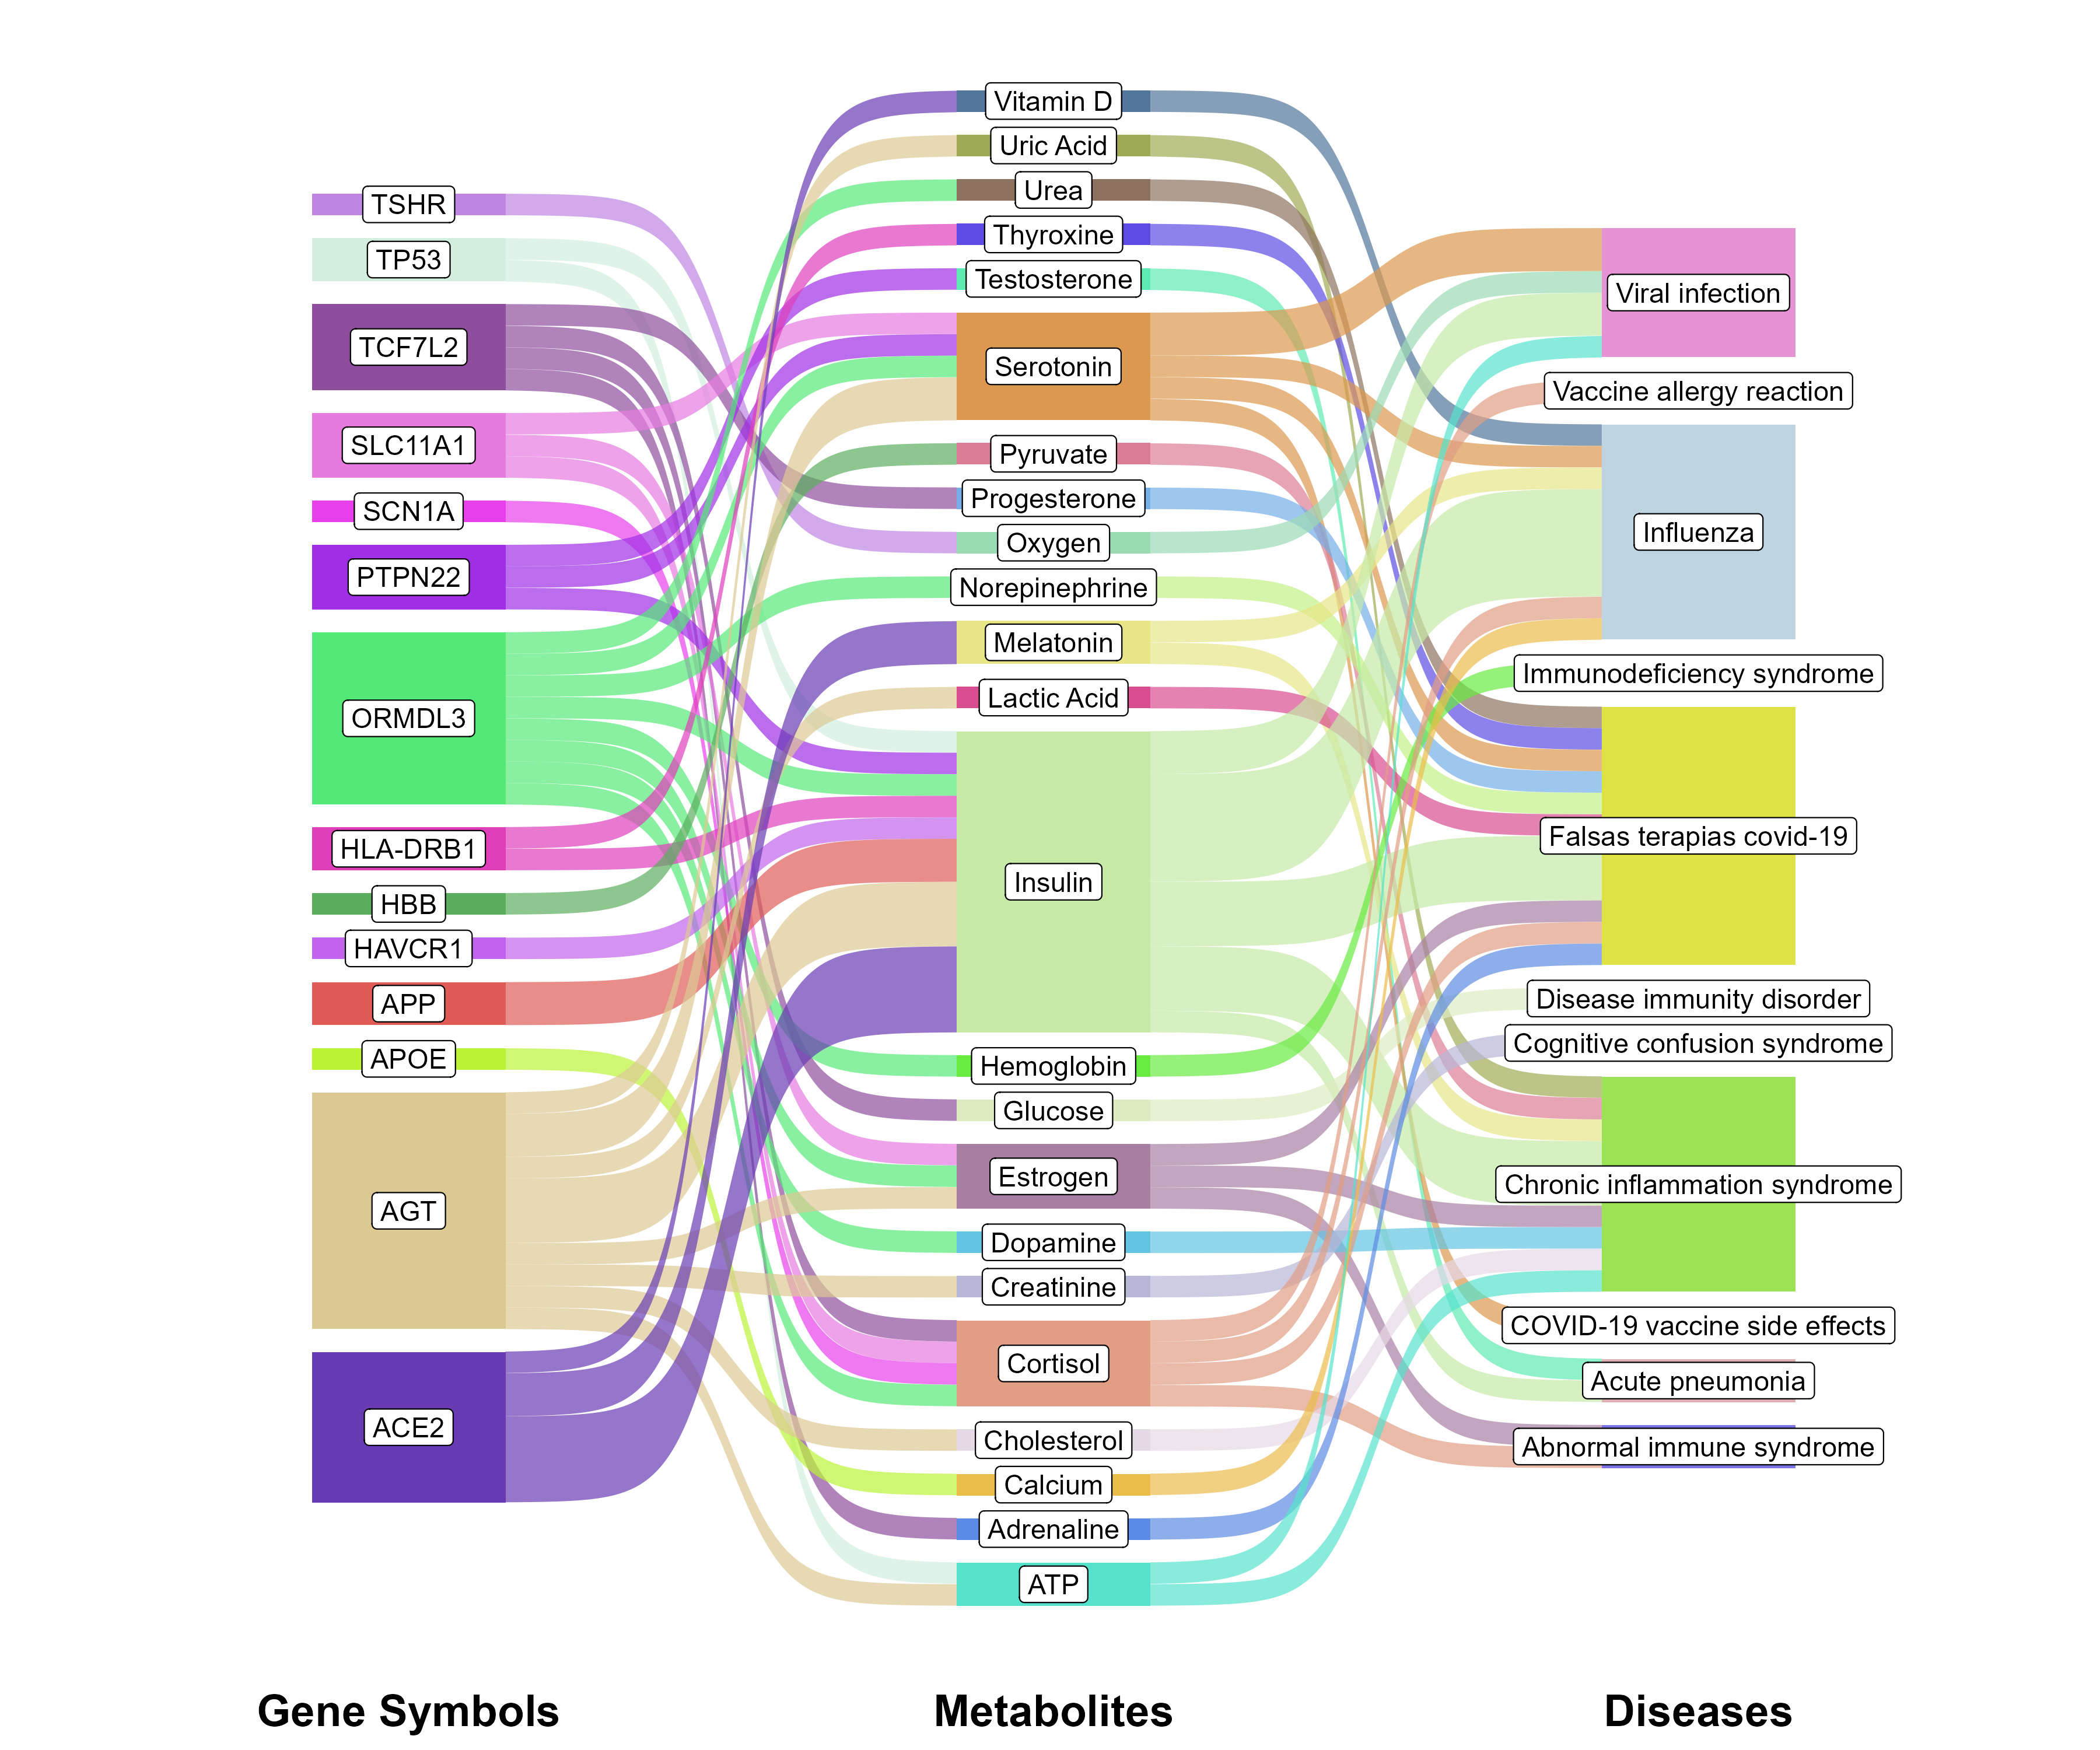 TSHR
TP53
TCF7L2
SLC11A1
SCN1A
PTPN22
ORMDL3
HLA-DRB1
HBB
HAVCR1
APP
APOE
AGT
ACE2
Vitamin D
Uric Acid
Urea
Thyroxine
Testosterone
Serotonin
Pyruvate
Progesterone
Oxygen
Norepinephrine
Melatonin
Lactic Acid
Insulin
Hemoglobin
Glucose
Estrogen
Dopamine
Creatinine
Cortisol
Cholesterol
Calcium
Adrenaline
ATP
Viral infection
Vaccine allergy reaction
Influenza
Immunodeficiency syndrome
Falsas terapias covid-19
Disease immunity disorder
Cognitive confusion syndrome
Chronic inflammation syndrome
COVID-19 vaccine side effects
Acute pneumonia
Abnormal immune syndrome
Gene Symbols
Metabolites
Diseases